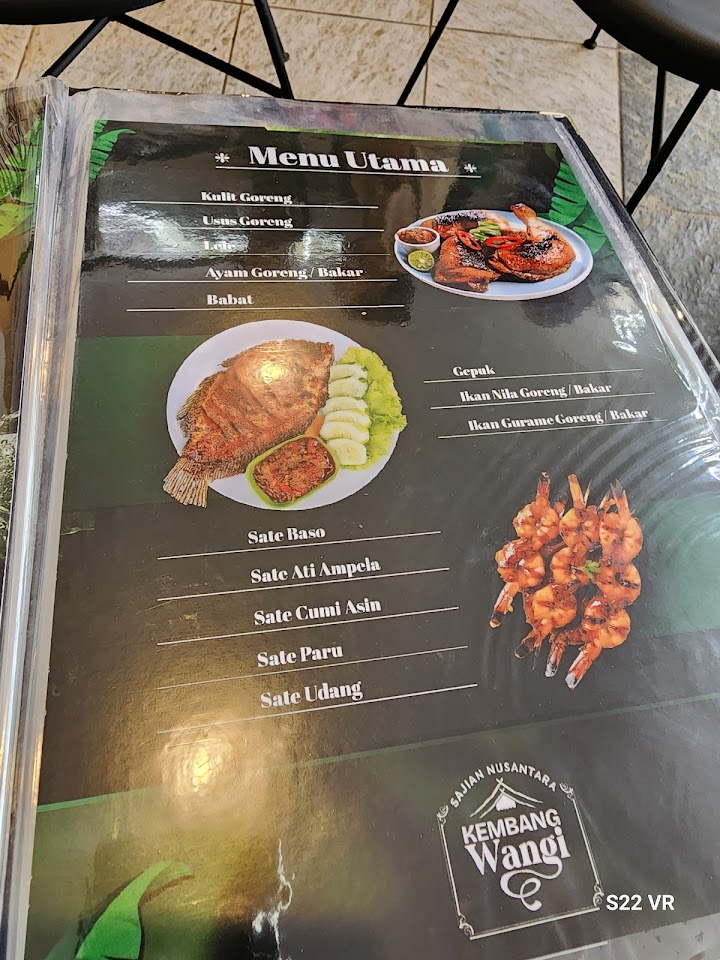 Menu Utama
Kulit Goreng
Usus Goreng
Lele
Ayam Goreng / Bakar
Babat
Gepuk
Ikan Nila Goreng / Bakar
Ikan Gurame Goreng / Bakar
Sate Baso
Sate Ati Ampela
Sate Cumi Asin
Sate Paru
Sate Udang
SAJIAN NUSANTARA
KEMBANG
Wangi
S22 VR